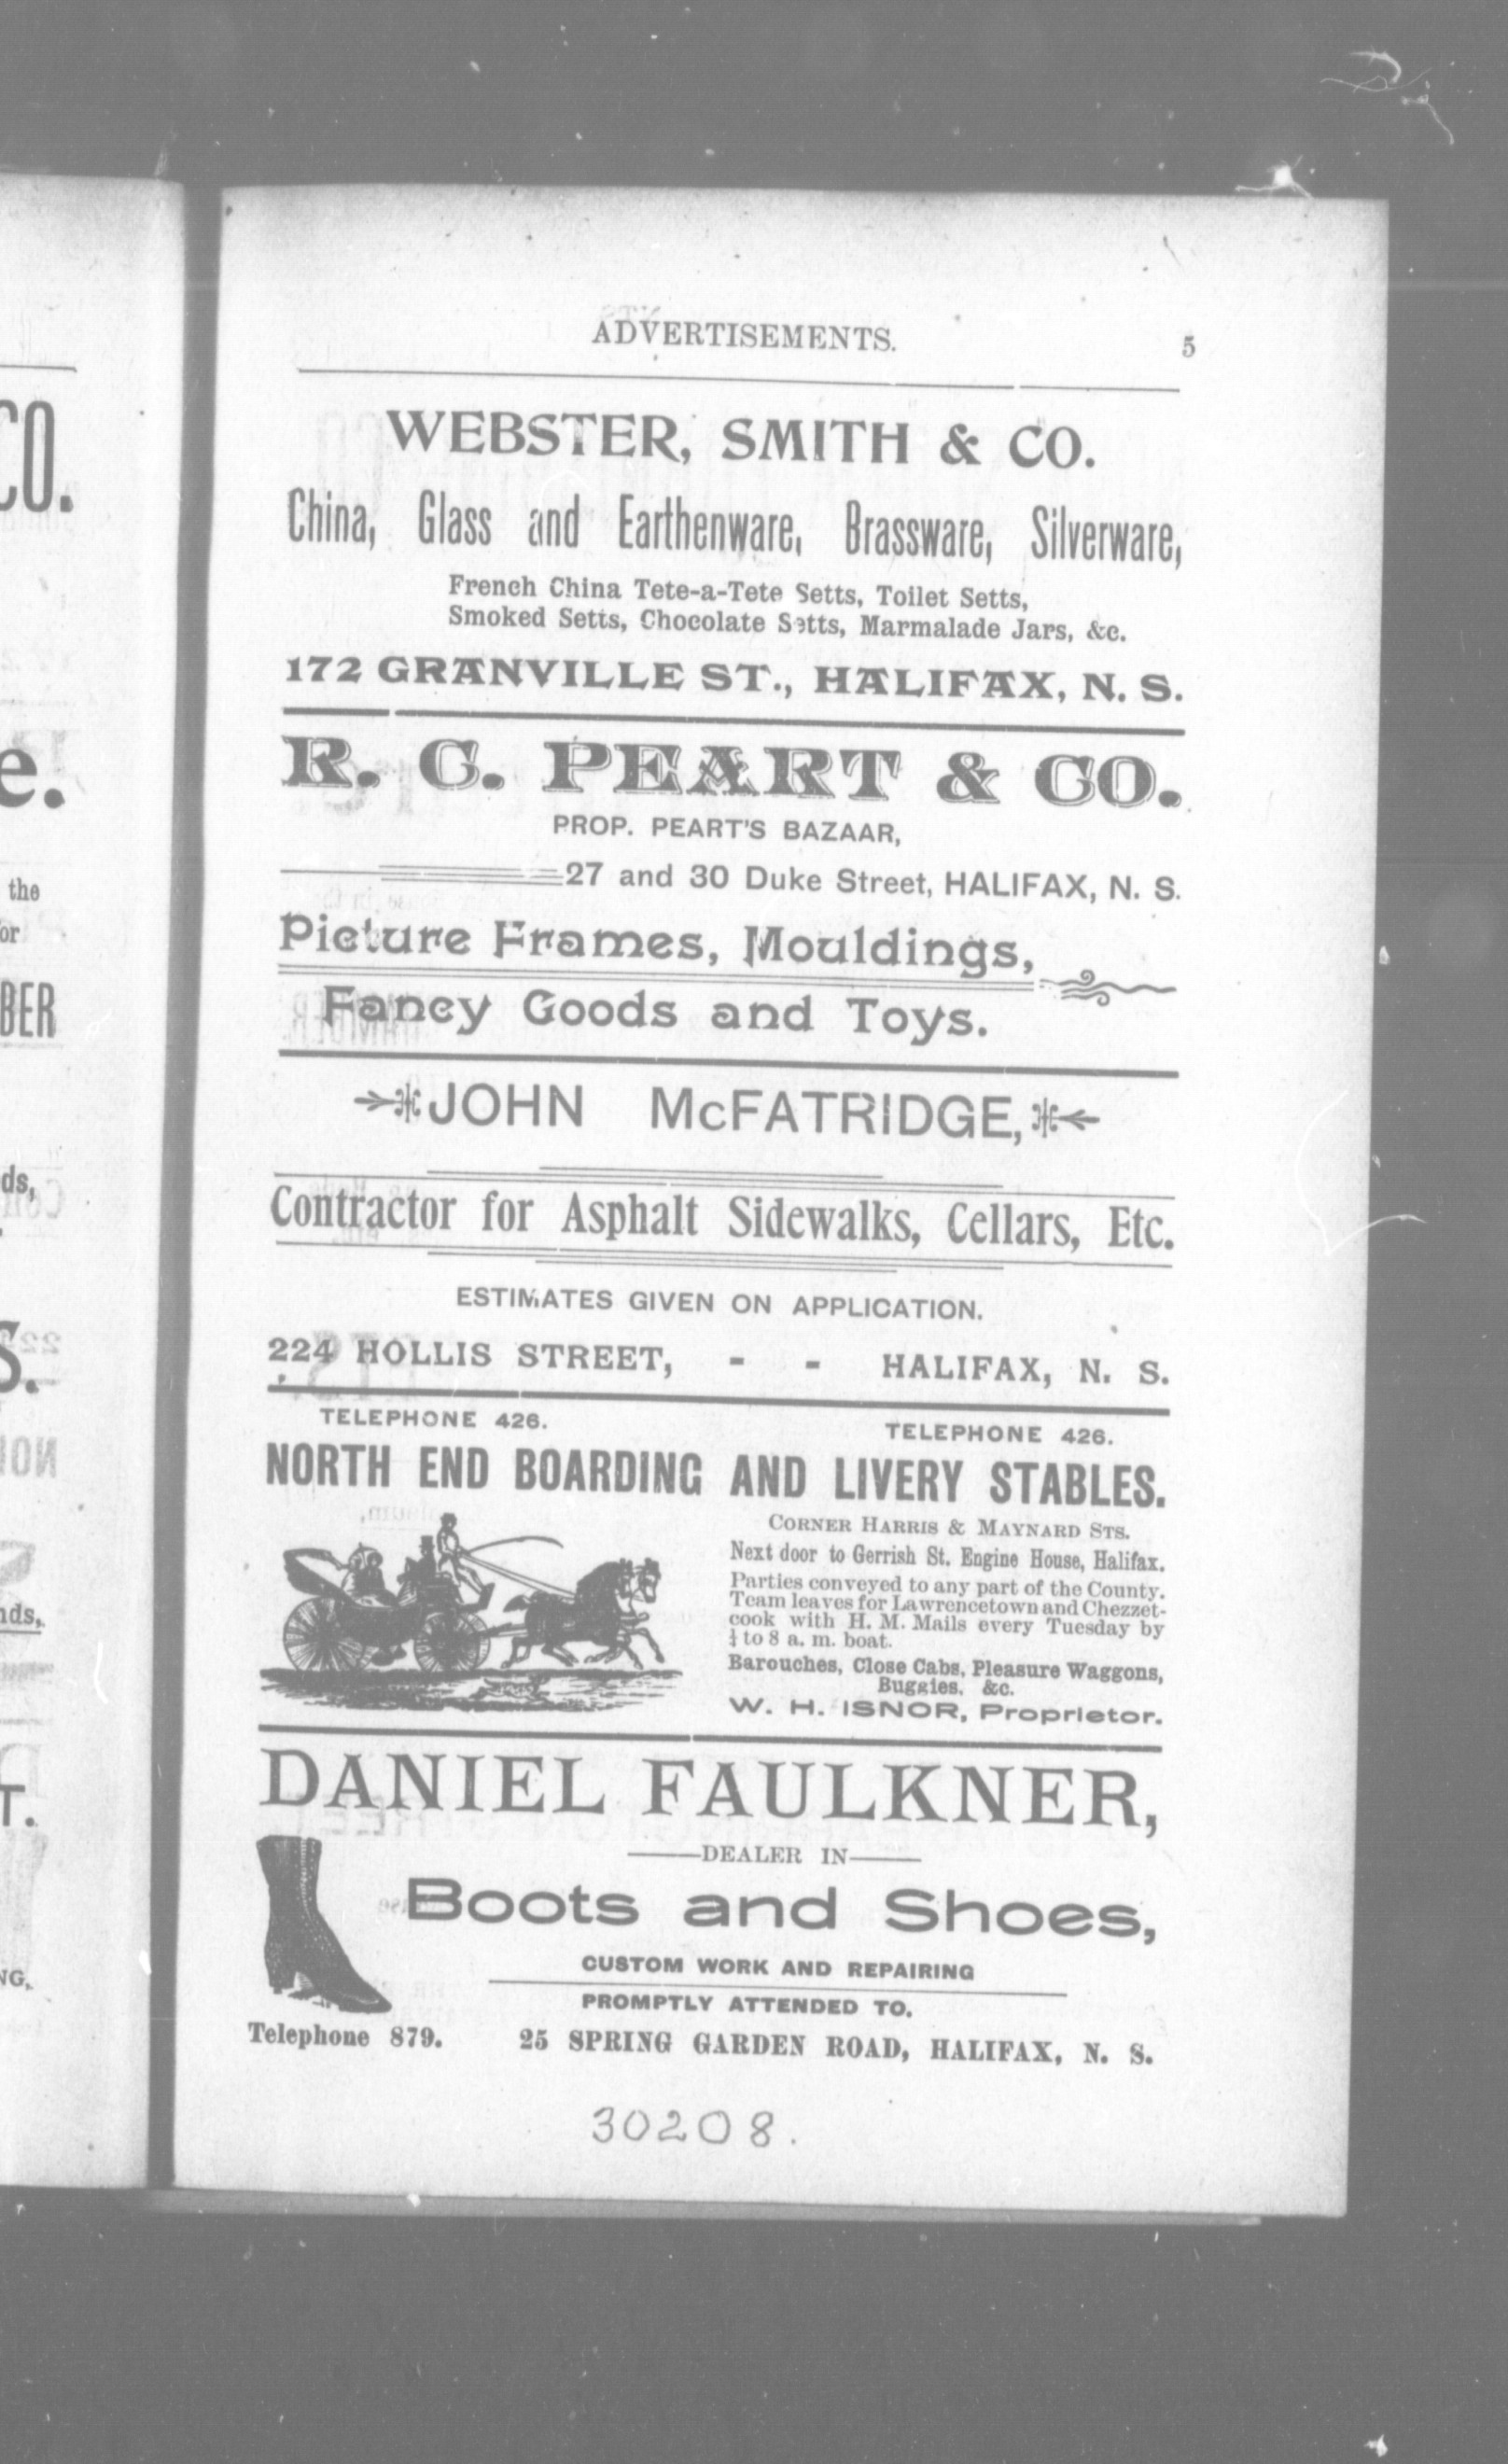 ADVERTISEMENTS. 5
WEBSTER, SMITH & CO.
China, Glass and Earthenware, Brassware, Silverware,
French China Tete-a-Tete Setts, Toilet Setts,
Smoked Setts, Chocolate Setts, Marmalade Jars, &c.
172 GRANVILLE ST., HALIFAX, N. S.
R. C. PEART & CO.
PROP. PEART'S BAZAAR,
27 and 30 Duke Street, HALIFAX, N. S.
Picture Frames, Mouldings,
Fancy Goods and Toys.
JOHN McFATRIDGE,
Contractor for Asphalt Sidewalks, Cellars, Etc.
ESTIMATES GIVEN ON APPLICATION.
224 HOLLIS STREET, - - HALIFAX, N. S.
TELEPHONE 426. TELEPHONE 426.
NORTH END BOARDING AND LIVERY STABLES.
CORNER HARRIS & MAYNARD STS.
Next door to Gerrish St. Engine House, Halifax.
Parties conveyed to any part of the County.
Team leaves for Lawrencetown and Chezzet-
cook with H. M. Mails every Tuesday by
to 8 a. m. boat.
Barouches, Close Cabs, Pleasure Waggons,
Buggies, &c.
W. H. ISNOR, Proprietor.
DANIEL FAULKNER,
DEALER IN
Boots and Shoes,
CUSTOM WORK AND REPAIRING
PROMPTLY ATTENDED TO.
Telephone 879. 25 SPRING GARDEN ROAD, HALIFAX, N. S.
30208.
CO.
e.
the
or
BER
ds,
S.
nds,
T.
NG,